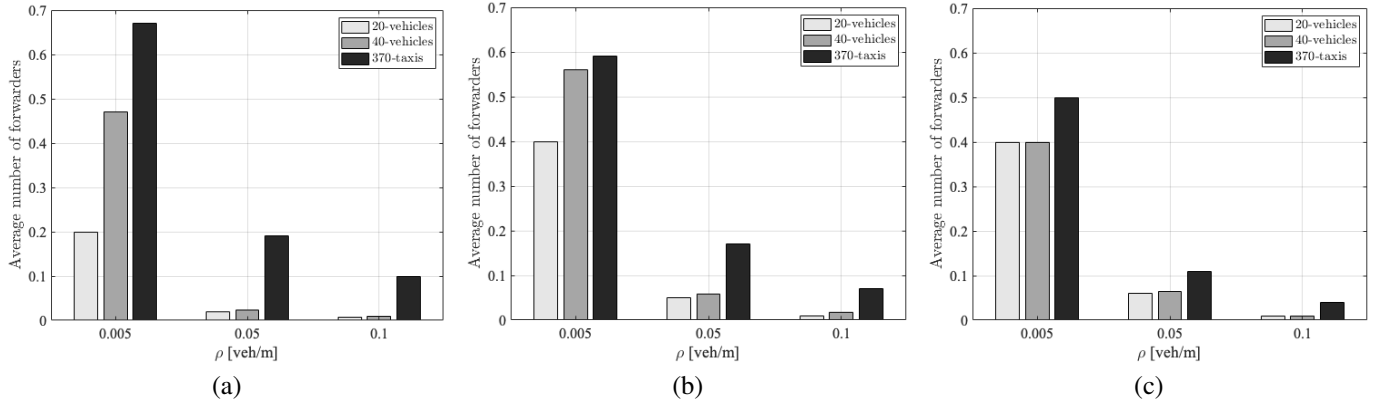 Average number of forwarders
0.7
0.6
0.5
0.4
0.3
0.2
0.1
0
20-vehicles
40-vehicles
370-taxis
0.005
0.05
0.1
ρ [veh/m]
(a)
Average number of forwarders
0.7
0.6
0.5
0.4
0.3
0.2
0.1
0
20-vehicles
40-vehicles
370-taxis
0.005
0.05
0.1
ρ [veh/m]
(b)
Average number of forwarders
0.7
0.6
0.5
0.4
0.3
0.2
0.1
0
20-vehicles
40-vehicles
370-taxis
0.005
0.05
0.1
ρ [veh/m]
(c)